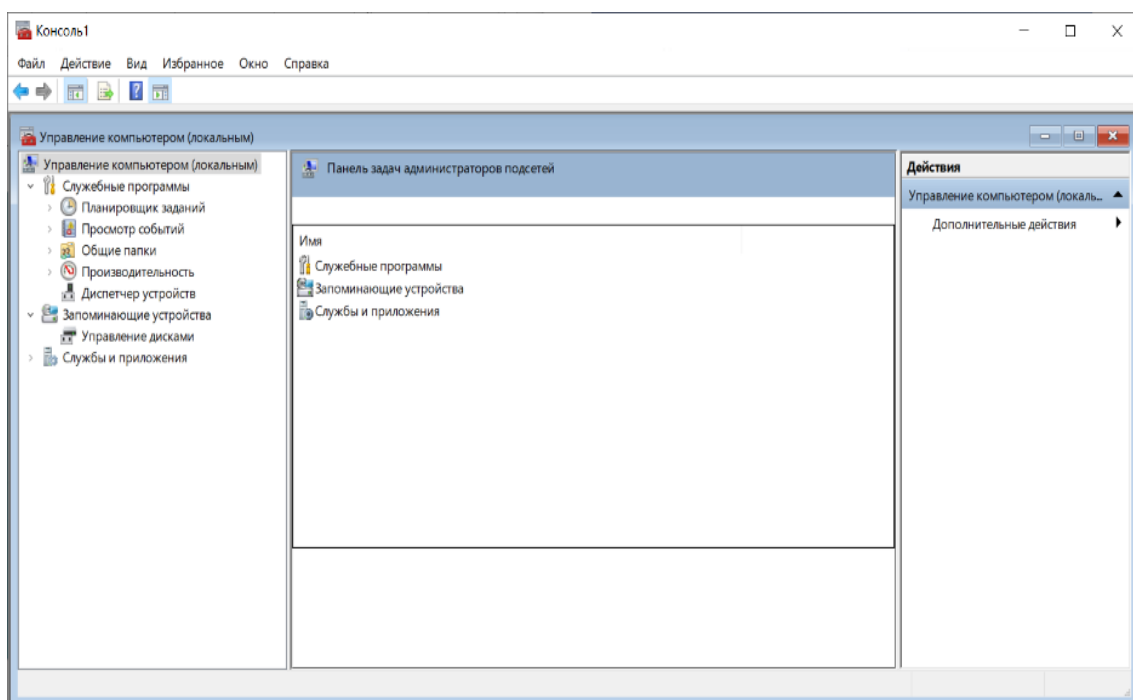 Консоль1
Файл Действие Вид Избранное Окно Справка
Управление компьютером (локальным)
Управление компьютером (локальным)
Служебные программы
Планировщик заданий
Просмотр событий
Общие папки
Производительность
Диспетчер устройств
Запоминающие устройства
Управление дисками
Службы и приложения
Панель задач администраторов подсетей
Имя
Служебные программы
Запоминающие устройства
Службы и приложения
Действия
Управление компьютером (локаль...
Дополнительные действия